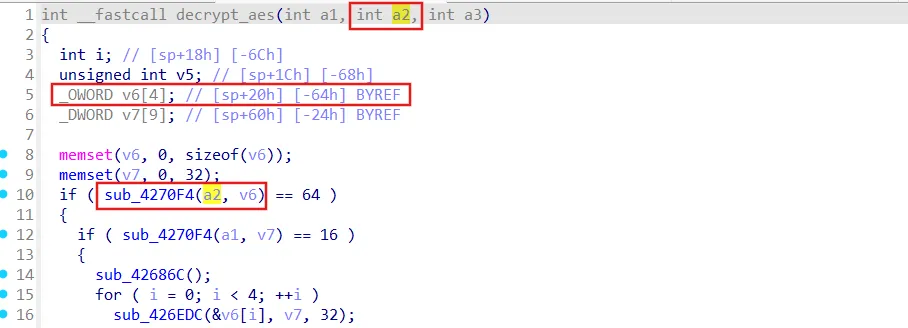 1 int __fastcall decrypt_aes(int a1, int a2, int a3)
2 {
3 int i; // [sp+18h] [-6Ch]
4 unsigned int v5; // [sp+1Ch] [-68h]
5 _OWORD v6[4]; // [sp+20h] [-64h] BYREF
6 _DWORD v7[9]; // [sp+60h] [-24h] BYREF
7
8 memset(v6, 0, sizeof(v6));
9 memset(v7, 0, 32);
10 if ( sub_4270F4(a2, v6) == 64 )
11 {
12 if ( sub_4270F4(a1, v7) == 16 )
13 {
14 sub_42686C();
15 for ( i = 0; i < 4; ++i )
16 sub_426EDC(&v6[i], v7, 32);